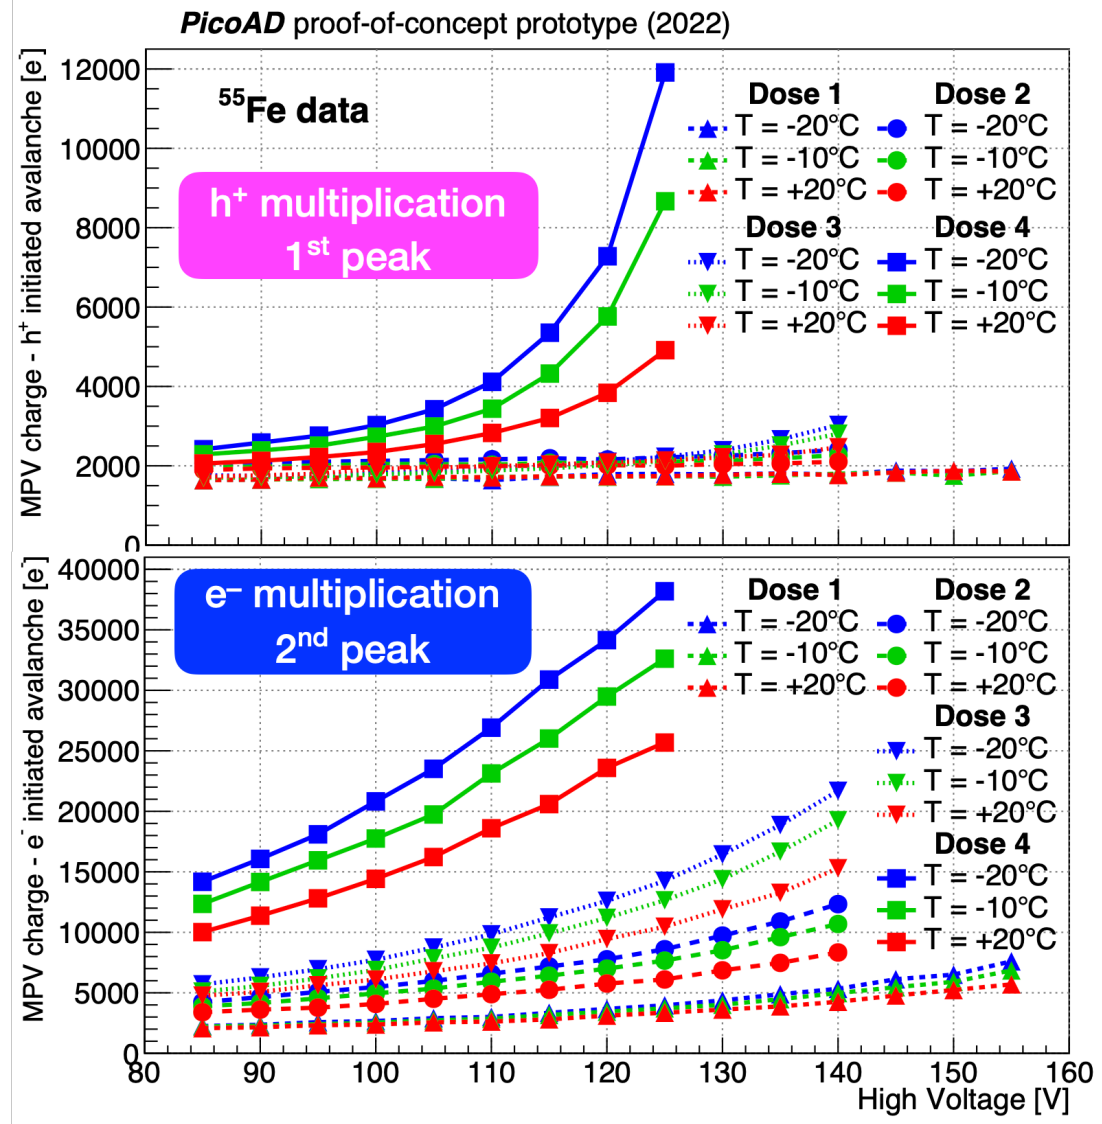 PicoAD proof-of-concept prototype (2022)
MPV charge - h+ initiated avalanche [e-]
12000
10000
8000
6000
4000
2000
0
55Fe data
h+ multiplication
1st peak
Dose 1
T = -20°C
T = -10°C
T = +20°C
Dose 2
T = -20°C
T = -10°C
T = +20°C
Dose 3
T = -20°C
T = -10°C
T = +20°C
Dose 4
T = -20°C
T = -10°C
T = +20°C
MPV charge - e- initiated avalanche [e-]
40000
35000
30000
25000
20000
15000
10000
5000
0
e– multiplication
2nd peak
Dose 1
T = -20°C
T = -10°C
T = +20°C
Dose 2
T = -20°C
T = -10°C
T = +20°C
Dose 3
T = -20°C
T = -10°C
T = +20°C
Dose 4
T = -20°C
T = -10°C
T = +20°C
80 90 100 110 120 130 140 150 160
High Voltage [V]